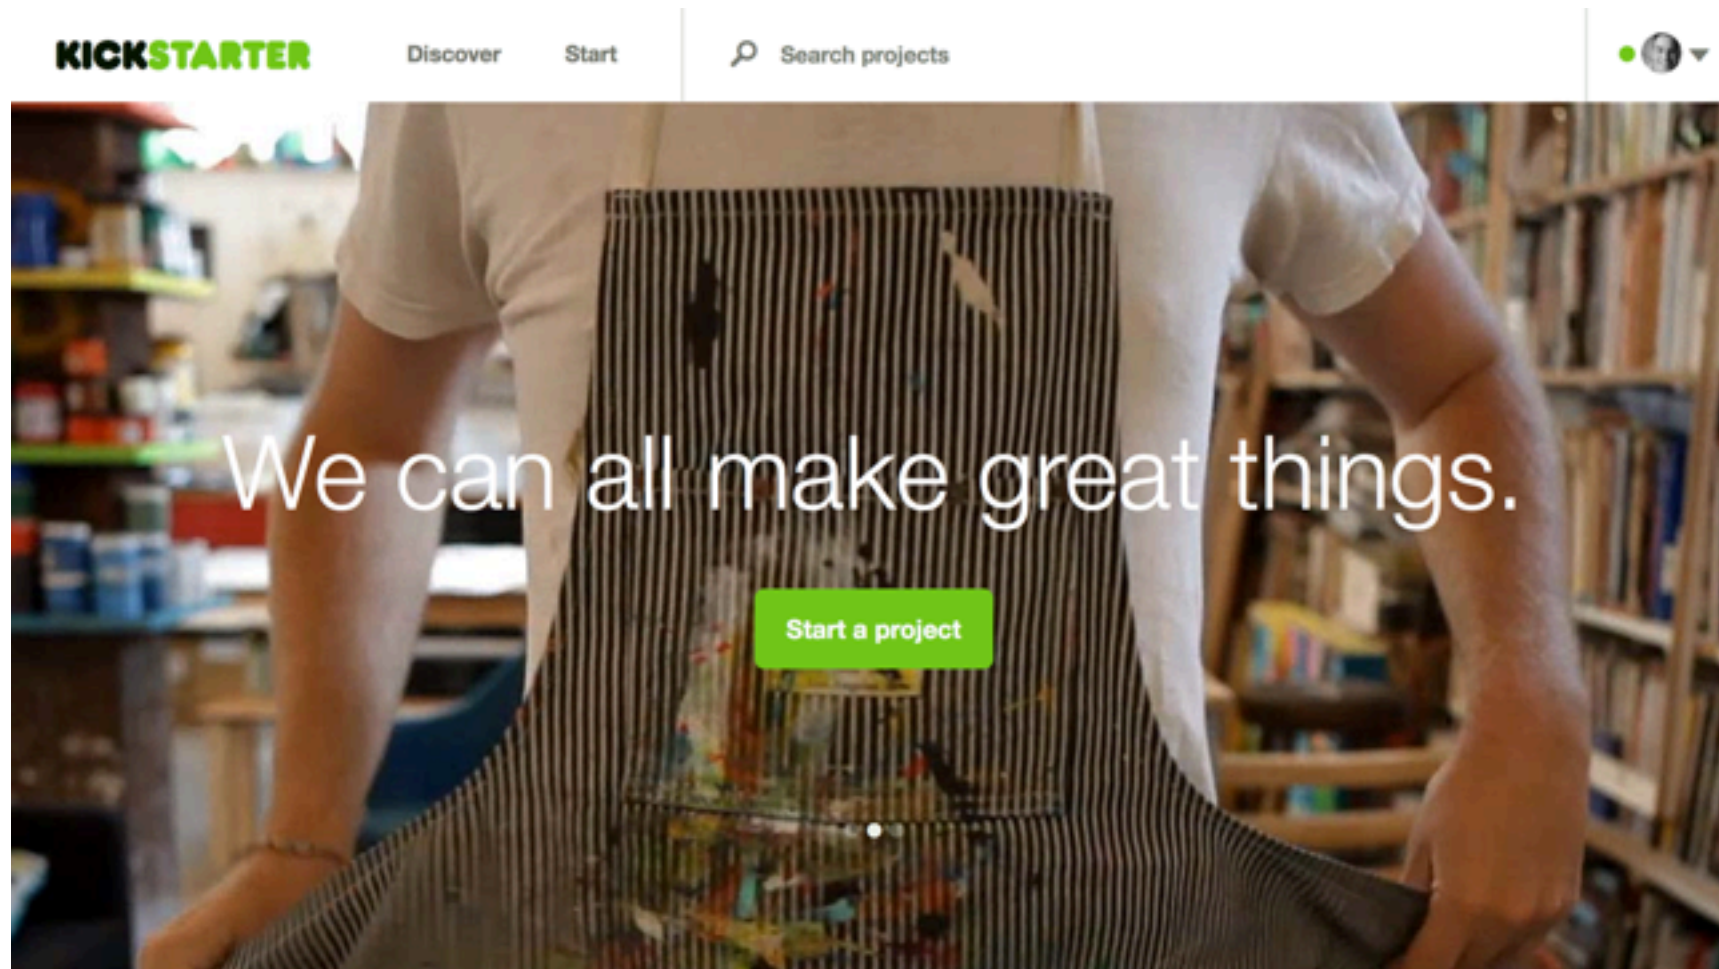 KICKSTARTER
Discover
Start
Search projects
We can all make great things.
Start a project